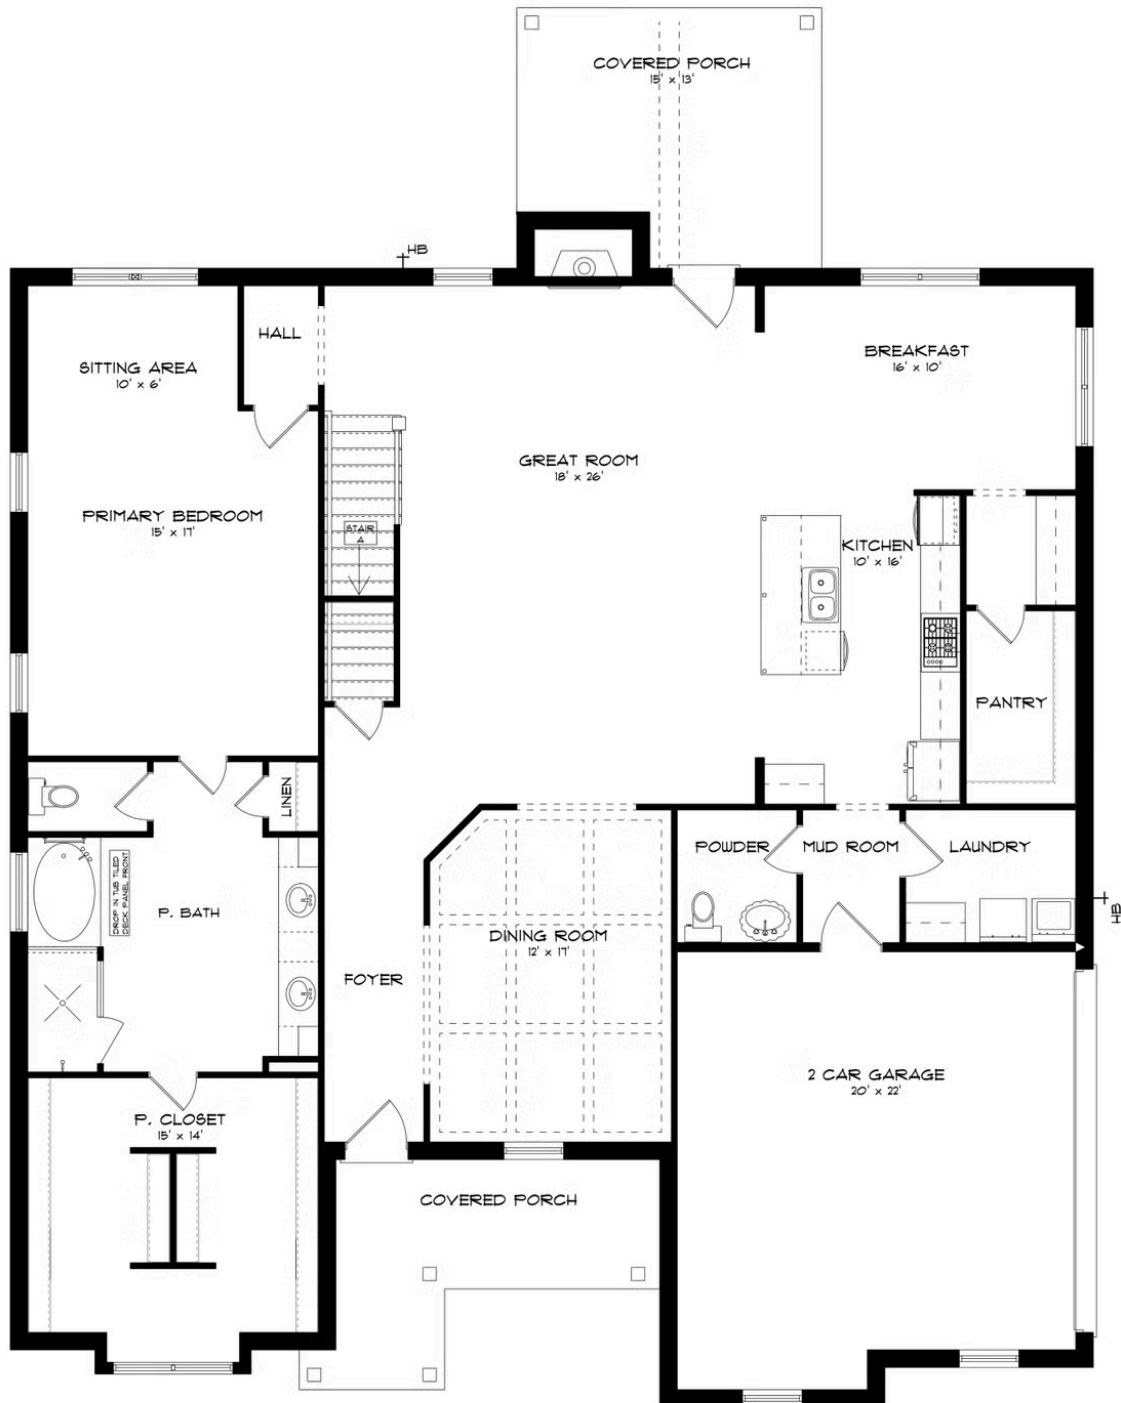 COVERED PORCH
15' x 13'
HB
HALL
SITTING AREA
10' x 6'
BREAKFAST
16' x 10'
GREAT ROOM
18' x 26'
PRIMARY BEDROOM
15' x 17'
STAIR
A
KITCHEN
10' x 16'
PANTRY
LINEN
POWDER
MUD ROOM
LAUNDRY
DROP IN TUB TILED
DECK PANEL FRONT
P. BATH
HB
DINING ROOM
12' x 17'
FOYER
2 CAR GARAGE
20' x 22'
P. CLOSET
15' x 14'
COVERED PORCH